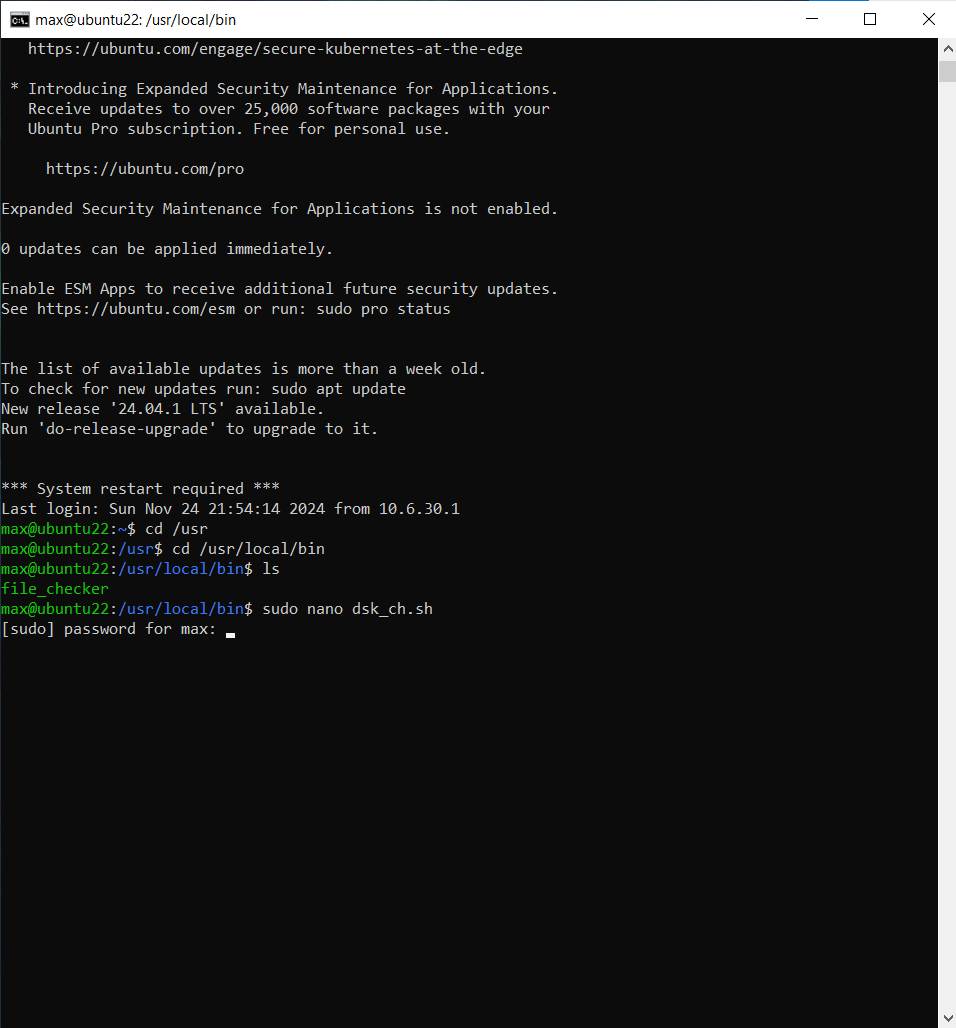 max@ubuntu22: /usr/local/bin
https://ubuntu.com/engage/secure-kubernetes-at-the-edge
* Introducing Expanded Security Maintenance for Applications.
Receive updates to over 25,000 software packages with your
Ubuntu Pro subscription. Free for personal use.
https://ubuntu.com/pro
Expanded Security Maintenance for Applications is not enabled.
0 updates can be applied immediately.
Enable ESM Apps to receive additional future security updates.
See https://ubuntu.com/esm or run: sudo pro status
The list of available updates is more than a week old.
To check for new updates run: sudo apt update
New release '24.04.1 LTS' available.
Run 'do-release-upgrade' to upgrade to it.
*** System restart required ***
Last login: Sun Nov 24 21:54:14 2024 from 10.6.30.1
max@ubuntu22:~$ cd /usr
max@ubuntu22:/usr$ cd /usr/local/bin
max@ubuntu22:/usr/local/bin$ ls
file_checker
max@ubuntu22:/usr/local/bin$ sudo nano dsk_ch.sh
[sudo] password for max: